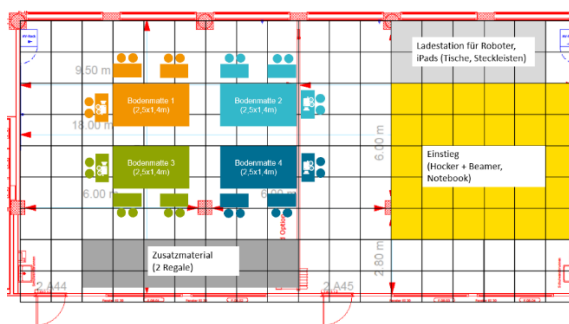 Ladestation für Roboter,
iPads (Tische, Steckleisten)
9.50 m
Bodenmatte 1
(2,5x1,4m)
Bodenmatte 2
(2,5x1,4m)
18.00 m
6.00 m
Einstieg
(Hocker + Beamer,
Notebook)
Bodenmatte 3
(2,5x1,4m)
Bodenmatte 4
(2,5x1,4m)
6.00 m
Zusatzmaterial
(2 Regale)
2.80 m
2 A44
2 A45